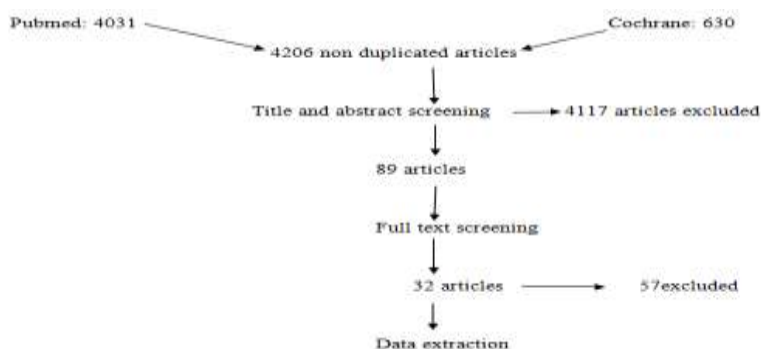 Pubmed: 4031
Cochrane: 630
4206 non duplicated articles
Title and abstract screening
4117 articles excluded
89 articles
Full text screening
32 articles
57excluded
Data extraction